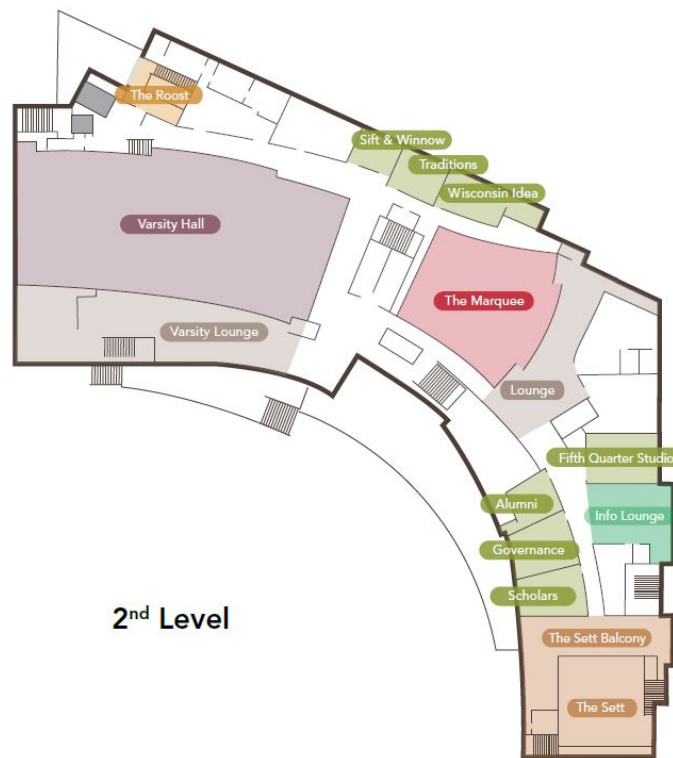 The Roost
Sift & Winnow
Traditions
Wisconsin Idea
Varsity Hall
The Marquee
Varsity Lounge
Lounge
Fifth Quarter Studio
Alumni
Info Lounge
Governance
Scholars
2nd Level
The Sett Balcony
The Sett